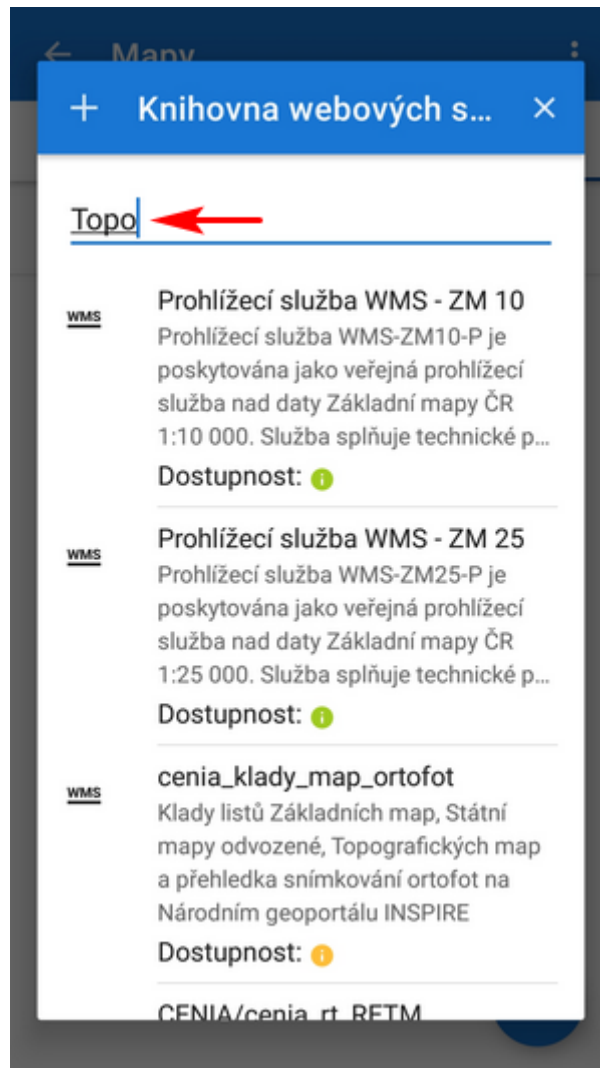 Mapy
Knihovna webových s...
Topo
WMS
Prohlížecí služba WMS - ZM 10
Prohlížecí služba WMS-ZM10-P je
poskytována jako veřejná prohlížecí
služba nad daty Základní mapy ČR
1:10 000. Služba splňuje technické p...
Dostupnost:
WMS
Prohlížecí služba WMS - ZM 25
Prohlížecí služba WMS-ZM25-P je
poskytována jako veřejná prohlížecí
služba nad daty Základní mapy ČR
1:25 000. Služba splňuje technické p...
Dostupnost:
WMS
cenia_klady_map_ortofot
Klady listů Základních map, Státní
mapy odvozené, Topografických map
a přehledka snímkování ortofot na
Národním geoportálu INSPIRE
Dostupnost:
CENIA/cenia_rt_RETM